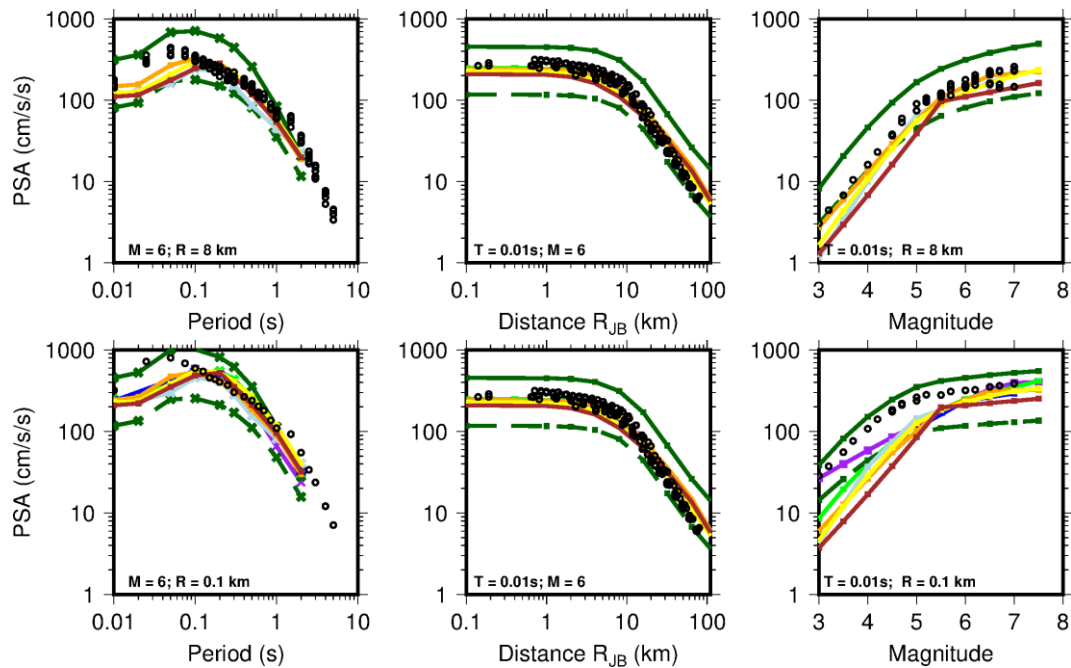 1000
100
10
1
PSA (cm/s/s)
M = 6; R = 8 km
0.01 0.1 1 10
Period (s)
1000
100
10
1
T = 0.01s; M = 6
0.1 1 10 100
Distance R_JB (km)
1000
100
10
1
T = 0.01s; R = 8 km
3 4 5 6 7 8
Magnitude
1000
100
10
1
PSA (cm/s/s)
M = 6; R = 0.1 km
0.01 0.1 1 10
Period (s)
1000
100
10
1
T = 0.01s; M = 6
0.1 1 10 100
Distance R_JB (km)
1000
100
10
1
T = 0.01s; R = 0.1 km
3 4 5 6 7 8
Magnitude